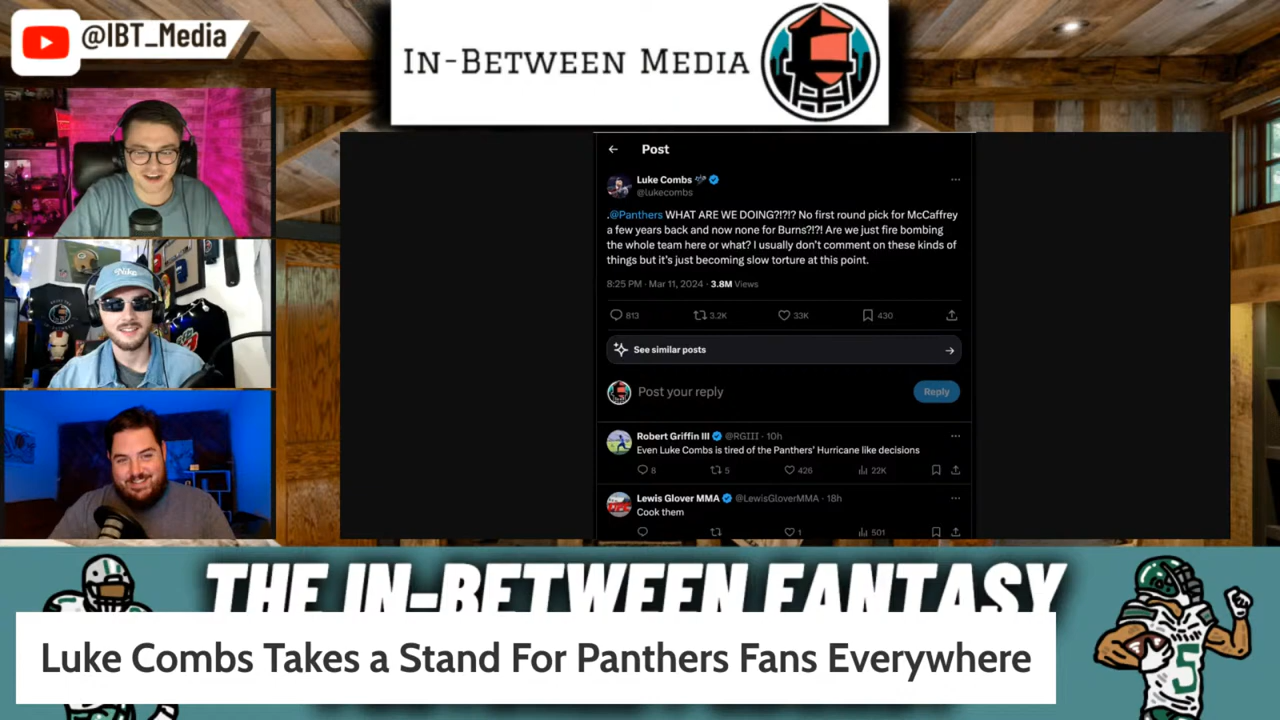 @IBT_Media
In-Between Media
Post
Luke Combs
@lukecombs
.@Panthers WHAT ARE WE DOING?!?!? No first round pick for McCaffrey
a few years back and now none for Burns?!?! Are we just fire bombing
the whole team here or what? I usually don't comment on these kinds of
things but it's just becoming slow torture at this point.
8:25 PM · Mar 11, 2024 · 3.8M Views
813 3.2K 33K 430
See similar posts
Post your reply
Reply
Robert Griffin III @RGIII · 10h
Even Luke Combs is tired of the Panthers' Hurricane like decisions
8 5 426 22K
Lewis Glover MMA @LewisGloverMMA · 18h
Cook them
1 501
THE IN-BETWEEN FANTASY
Luke Combs Takes a Stand For Panthers Fans Everywhere
5